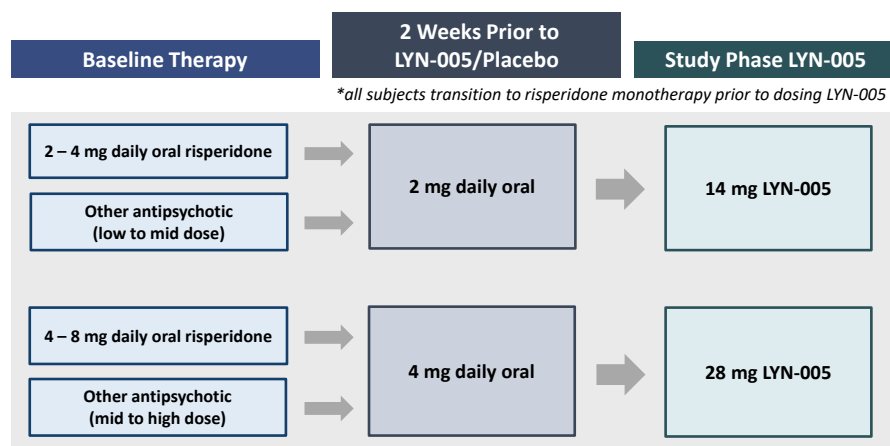 Baseline Therapy
2 Weeks Prior to
LYN-005/Placebo
Study Phase LYN-005
*all subjects transition to risperidone monotherapy prior to dosing LYN-005
2 – 4 mg daily oral risperidone
Other antipsychotic
(low to mid dose)
2 mg daily oral
14 mg LYN-005
4 – 8 mg daily oral risperidone
Other antipsychotic
(mid to high dose)
4 mg daily oral
28 mg LYN-005